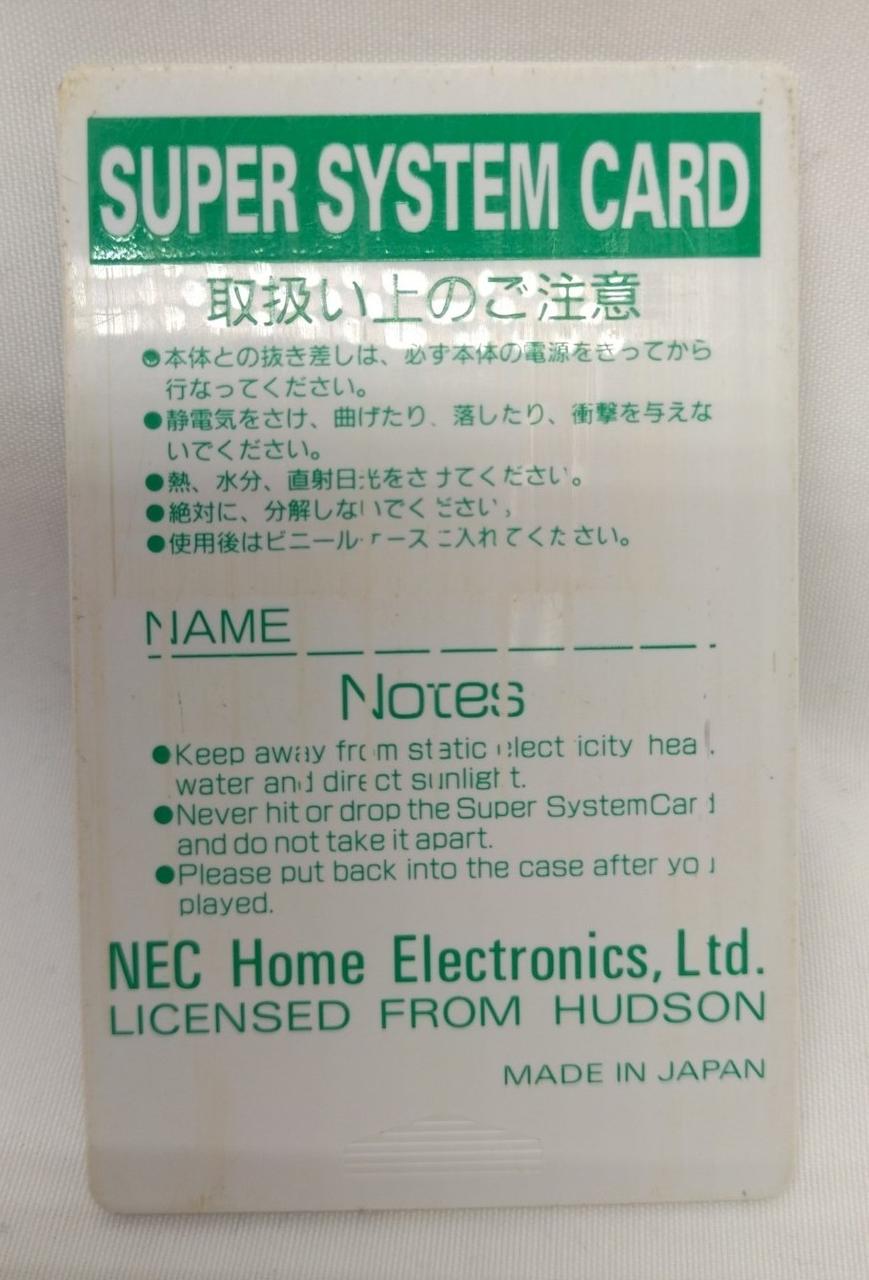 SUPER SYSTEM CARD
取扱い上のご注意
●本体との抜き差しは、必ず本体の電源をきってから
行なってください。
●静電気をさけ、曲げたり、落したり、衝撃を与えな
いでください。
●熱、水分、直射日光をさけてください。
●絶対に、分解しないでください。
●使用後はビニールケースに入れてください。
NAME
Notes
●Keep away from static electricity heat.
water and direct sunlight.
●Never hit or drop the Super System Card
and do not take it apart.
●Please put back into the case after you
played.
NEC Home Electronics, Ltd.
LICENSED FROM HUDSON
MADE IN JAPAN